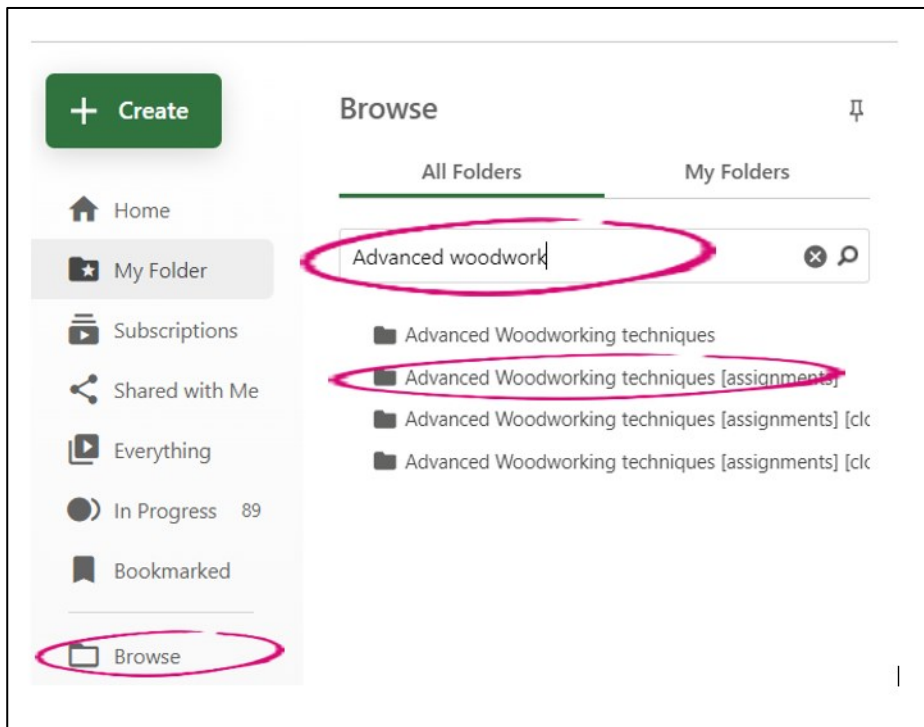 Create
Home
My Folder
Subscriptions
Shared with Me
Everything
In Progress 89
Bookmarked
Browse
Browse
All Folders My Folders
Advanced woodwork
Advanced Woodworking techniques
Advanced Woodworking techniques [assignments]
Advanced Woodworking techniques [assignments] [clo
Advanced Woodworking techniques [assignments] [clo